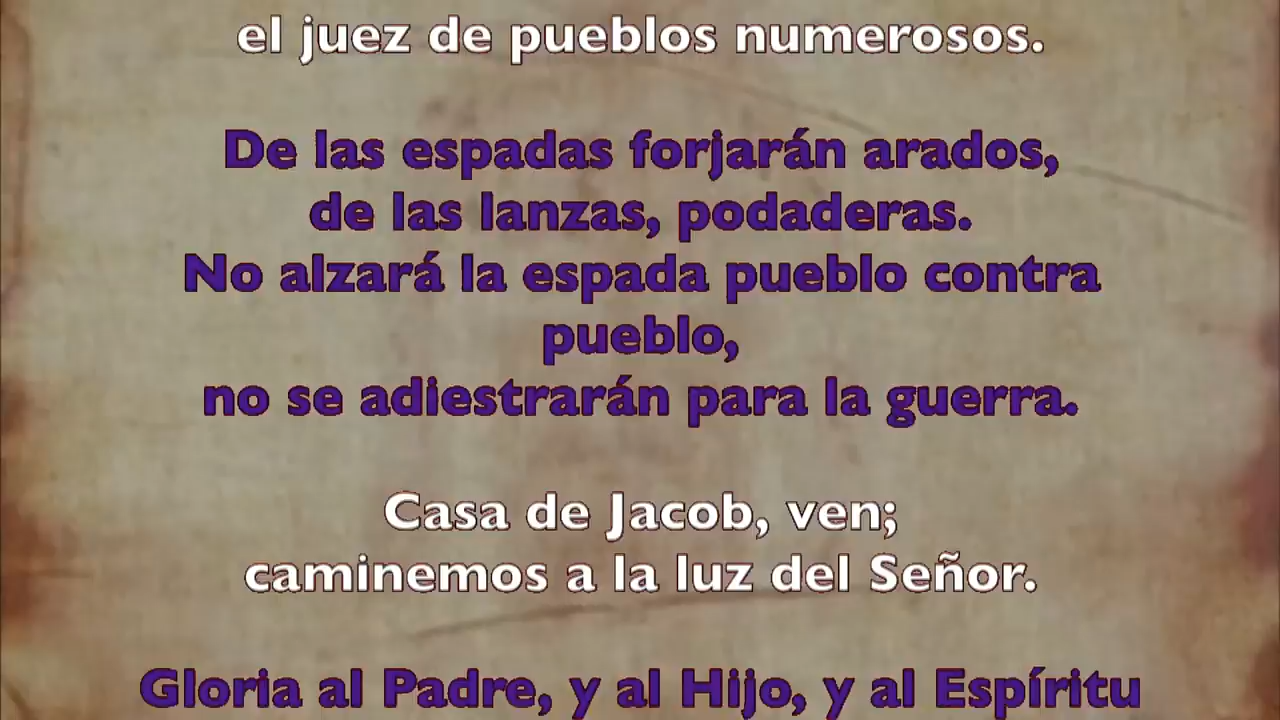 el juez de pueblos numerosos.
De las espadas forjarán arados,
de las lanzas, podaderas.
No alzará la espada pueblo contra
pueblo,
no se adiestrarán para la guerra.
Casa de Jacob, ven;
caminemos a la luz del Señor.
Gloria al Padre, y al Hijo, y al Espíritu